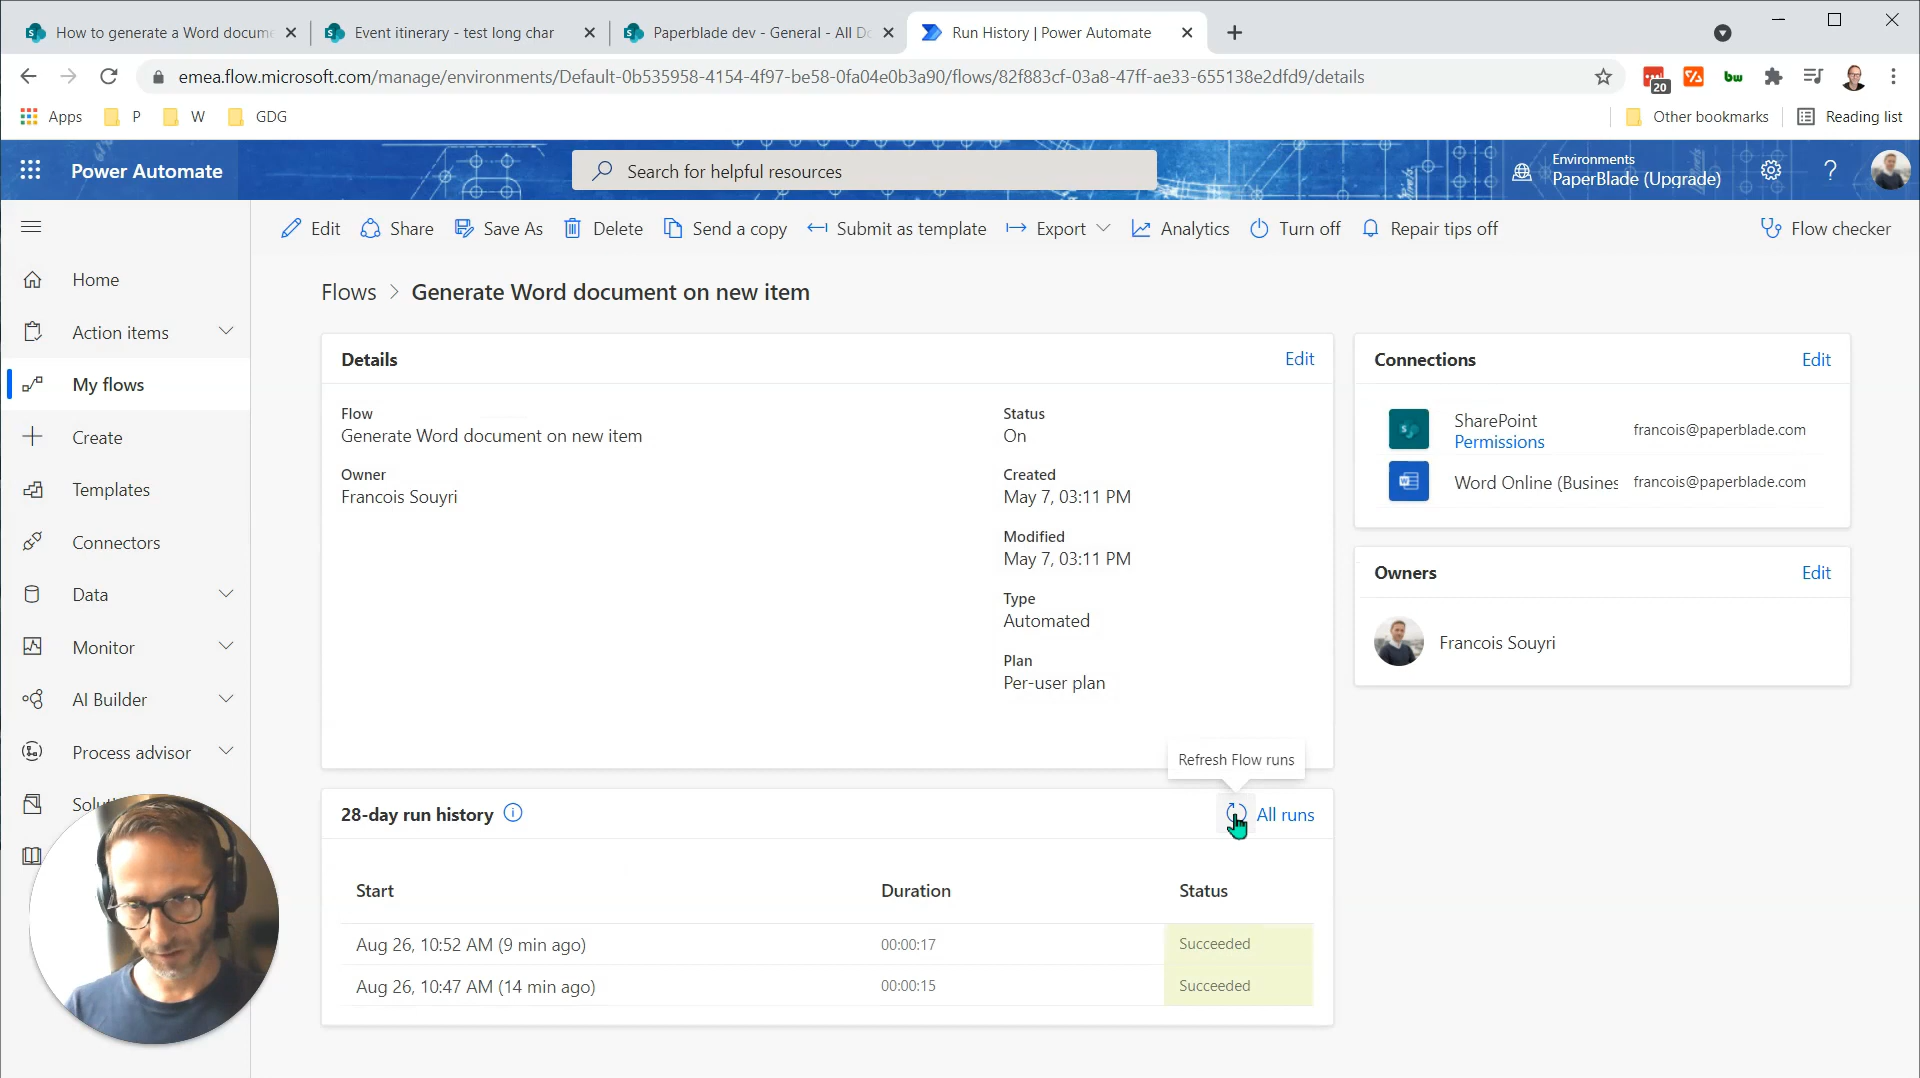 How to generate a Word docume
Event itinerary - test long char
Paperblade dev - General - All Do
Run History | Power Automate
emea.flow.microsoft.com/manage/environments/Default-0b535958-4154-4f97-be58-0fa04e0b3a90/flows/82f883cf-03a8-47ff-ae33-655138e2dfd9/details
20
bw
Apps
P
W
GDG
Other bookmarks
Reading list
Power Automate
Search for helpful resources
Environments
PaperBlade (Upgrade)
?
Edit
Share
Save As
Delete
Send a copy
Submit as template
Export
Analytics
Turn off
Repair tips off
Flow checker
Home
Action items
My flows
Create
Templates
Connectors
Data
Monitor
AI Builder
Process advisor
Flows > Generate Word document on new item
Details
Edit
Flow
Generate Word document on new item
Owner
Francois Souyri
Status
On
Created
May 7, 03:11 PM
Modified
May 7, 03:11 PM
Type
Automated
Plan
Per-user plan
Connections
Edit
SharePoint
Permissions
francois@paperblade.com
Word Online (Busines
francois@paperblade.com
Owners
Edit
Francois Souyri
Refresh Flow runs
28-day run history
All runs
Start
Duration
Status
Aug 26, 10:52 AM (9 min ago)
00:00:17
Succeeded
Aug 26, 10:47 AM (14 min ago)
00:00:15
Succeeded